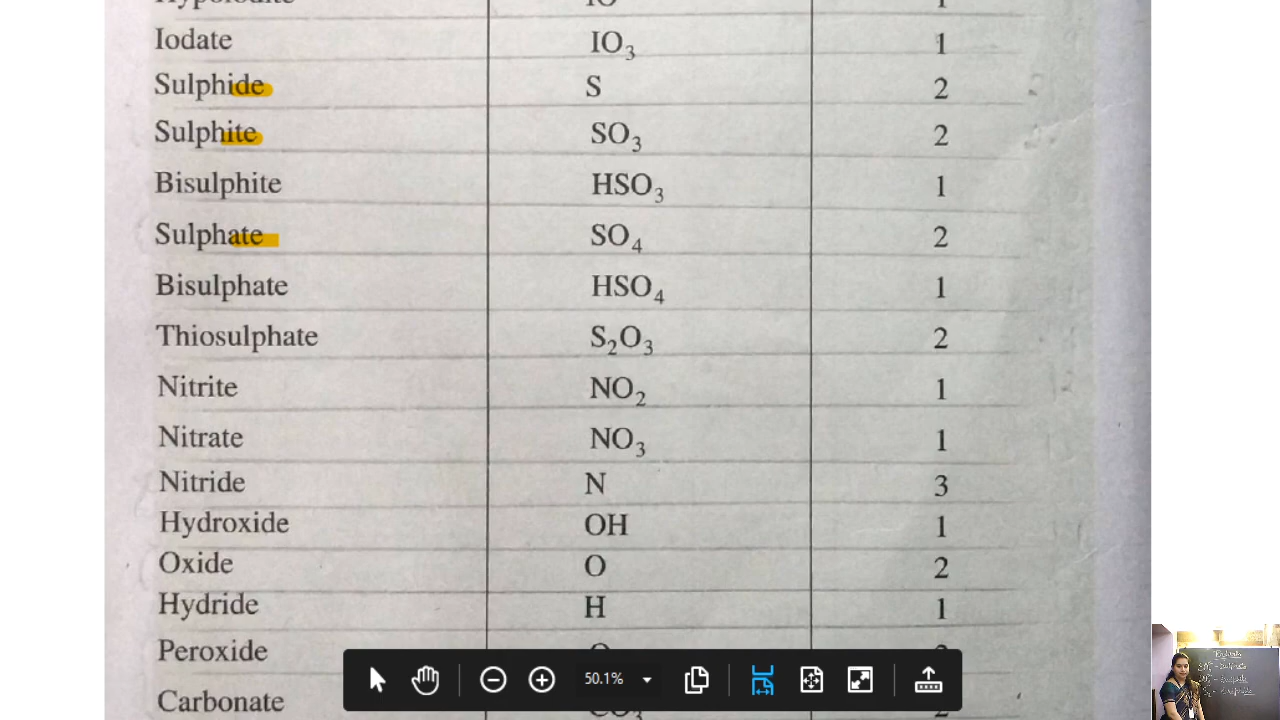 Iodate IO3 1
Sulphide S 2
Sulphite SO3 2
Bisulphite HSO3 1
Sulphate SO4 2
Bisulphate HSO4 1
Thiosulphate S2O3 2
Nitrite NO2 1
Nitrate NO3 1
Nitride N 3
Hydroxide OH 1
Oxide O 2
Hydride H 1
Peroxide
50.1%
Carbonate